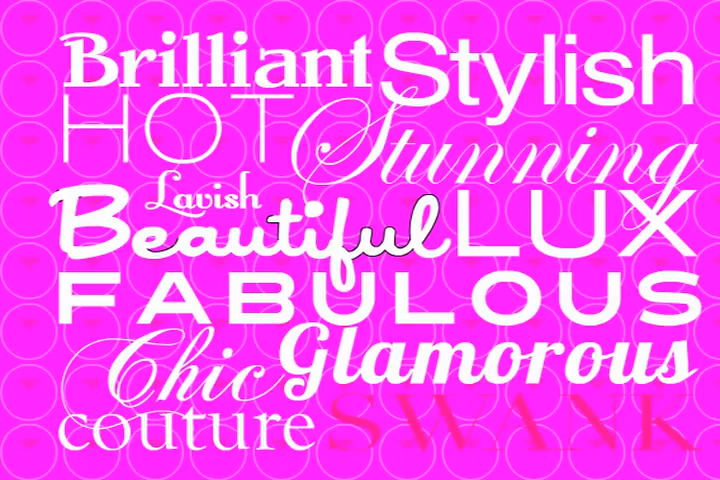 Brilliant Stylish
HOT Stunning
Lavish
Beautiful LUX
FABULOUS
Chic Glamorous
couture SWANK